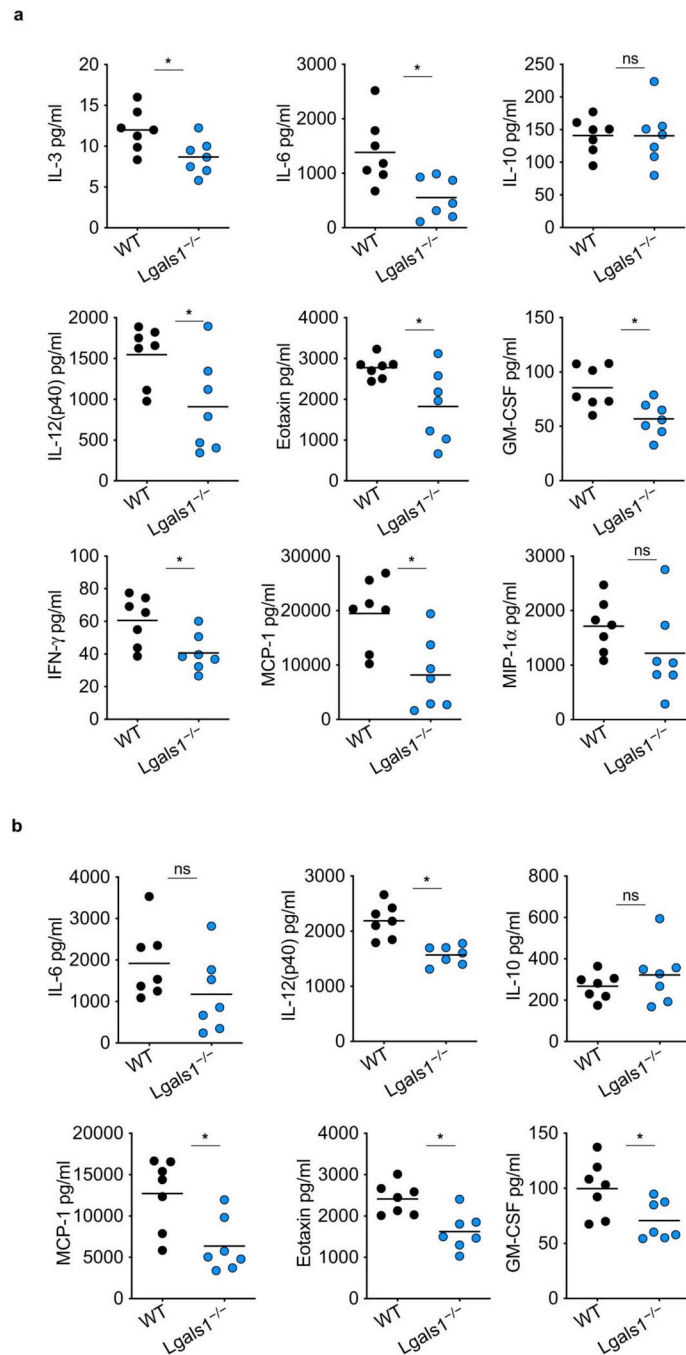 a
IL-3 pg/ml
20
15
10
5
0
*
WT
Lgals1−/−
IL-6 pg/ml
3000
2000
1000
0
*
WT
Lgals1−/−
IL-10 pg/ml
250
200
150
100
50
0
ns
WT
Lgals1−/−
IL-12(p40) pg/ml
2000
1500
1000
500
0
*
WT
Lgals1−/−
Eotaxin pg/ml
4000
3000
2000
1000
0
*
WT
Lgals1−/−
GM-CSF pg/ml
150
100
50
0
*
WT
Lgals1−/−
IFN-γ pg/ml
100
80
60
40
20
0
*
WT
Lgals1−/−
MCP-1 pg/ml
30000
20000
10000
0
*
WT
Lgals1−/−
MIP-1α pg/ml
3000
2000
1000
0
ns
WT
Lgals1−/−
b
IL-6 pg/ml
4000
3000
2000
1000
0
ns
WT
Lgals1−/−
IL-12(p40) pg/ml
3000
2000
1000
0
*
WT
Lgals1−/−
IL-10 pg/ml
800
600
400
200
0
ns
WT
Lgals1−/−
MCP-1 pg/ml
20000
15000
10000
5000
0
*
WT
Lgals1−/−
Eotaxin pg/ml
4000
3000
2000
1000
0
*
WT
Lgals1−/−
GM-CSF pg/ml
150
100
50
0
*
WT
Lgals1−/−